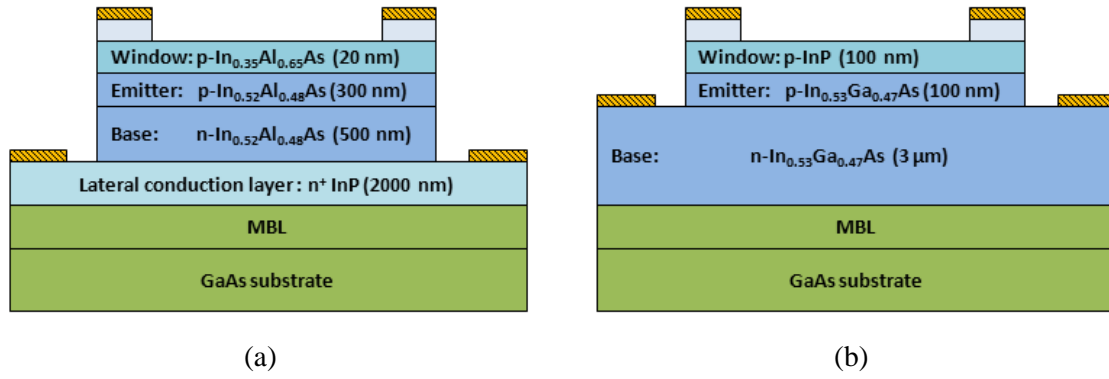 Window: p-In0.35Al0.65As (20 nm)
Emitter: p-In0.52Al0.48As (300 nm)
Base: n-In0.52Al0.48As (500 nm)
Lateral conduction layer : n+ InP (2000 nm)
MBL
GaAs substrate
(a)
Window: p-InP (100 nm)
Emitter: p-In0.53Ga0.47As (100 nm)
Base: n-In0.53Ga0.47As (3 μm)
MBL
GaAs substrate
(b)